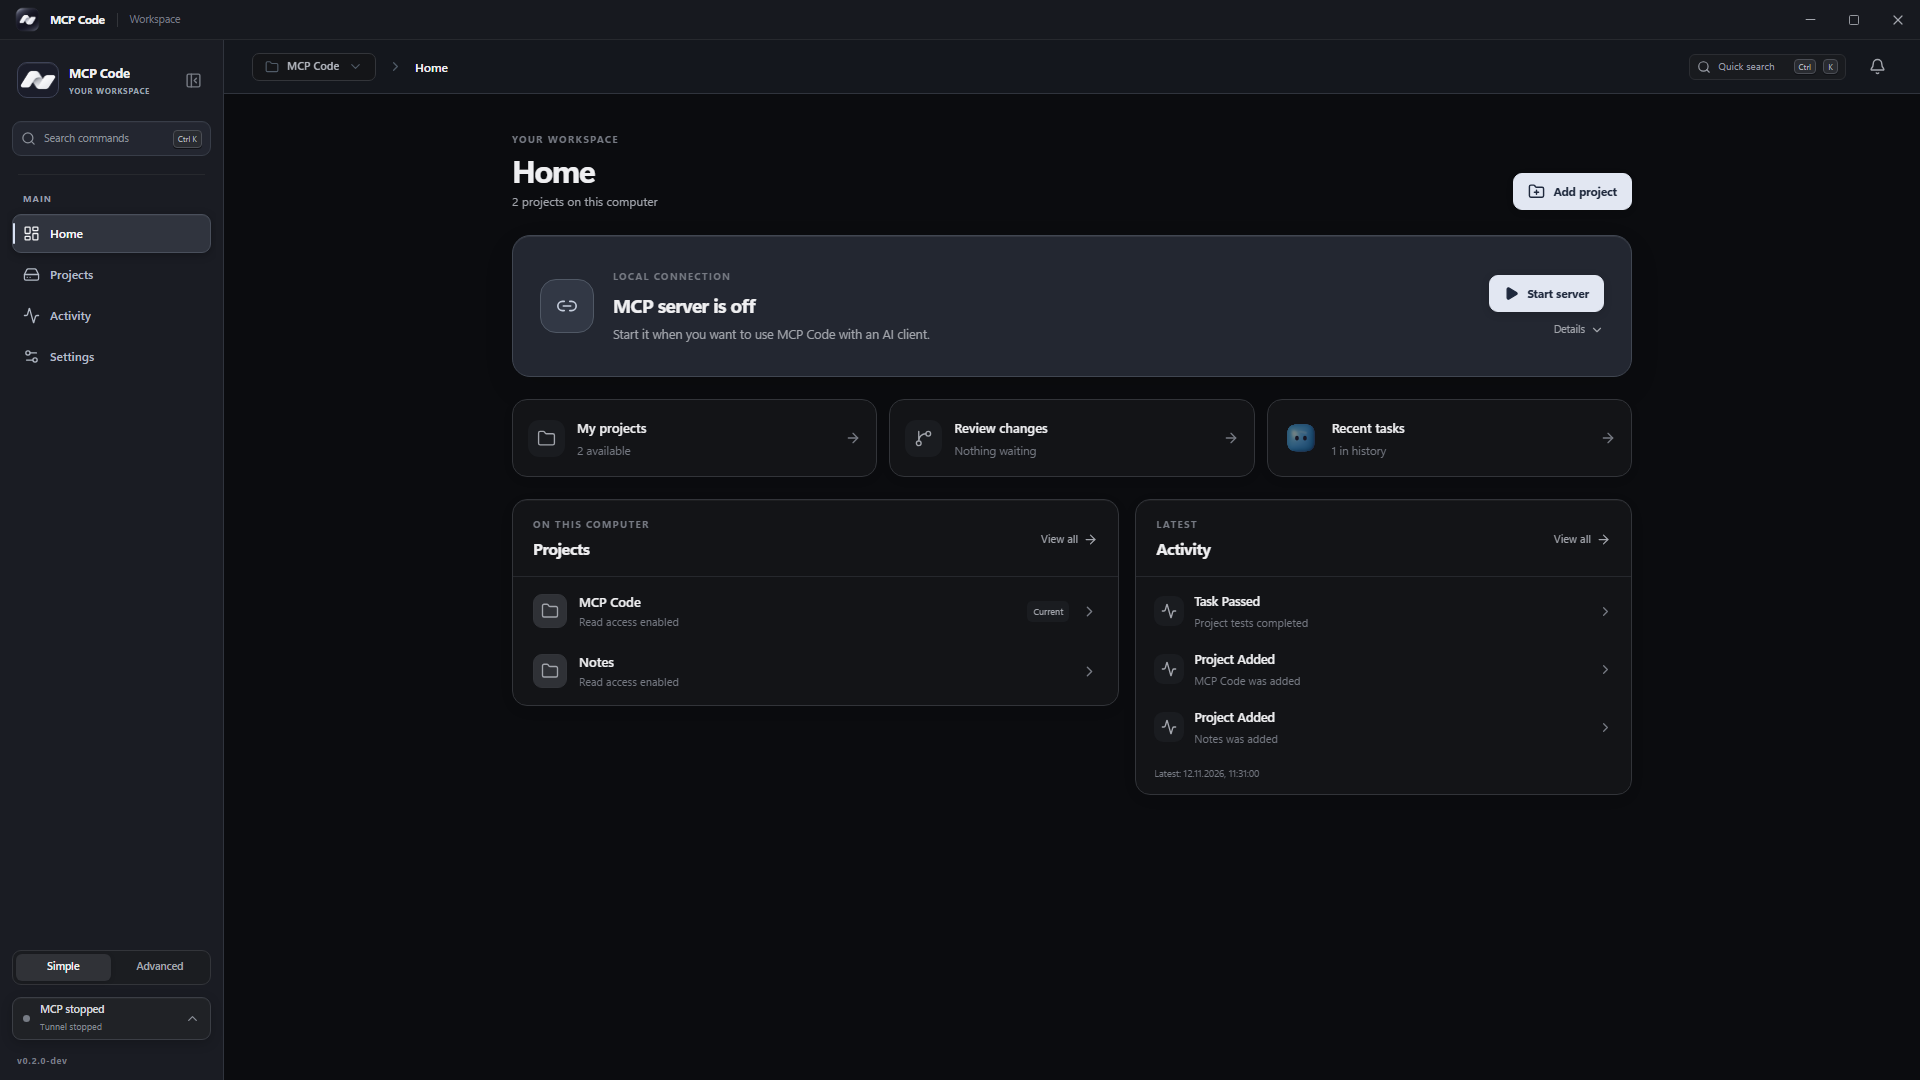 MCP Code
Workspace
MCP Code
YOUR WORKSPACE
Search commands
Ctrl K
MAIN
Home
Projects
Activity
Settings
Simple
Advanced
MCP stopped
Tunnel stopped
v0.2.0-dev
MCP Code
Home
Quick search
Ctrl
K
YOUR WORKSPACE
Home
2 projects on this computer
Add project
LOCAL CONNECTION
MCP server is off
Start it when you want to use MCP Code with an AI client.
Start server
Details
My projects
2 available
Review changes
Nothing waiting
Recent tasks
1 in history
ON THIS COMPUTER
Projects
View all
MCP Code
Read access enabled
Current
Notes
Read access enabled
LATEST
Activity
View all
Task Passed
Project tests completed
Project Added
MCP Code was added
Project Added
Notes was added
Latest: 12.11.2026, 11:31:00